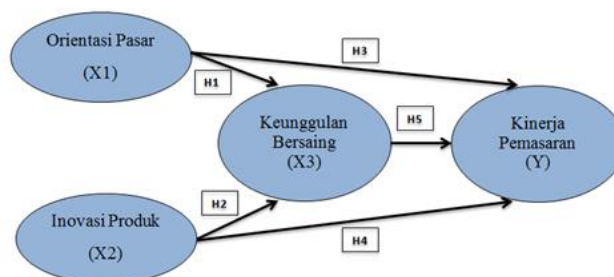 Orientasi Pasar
(X1)
H3
H1
Keunggulan
Bersaing
(X3)
H5
Kinerja
Pemasaran
(Y)
H2
Inovasi Produk
(X2)
H4